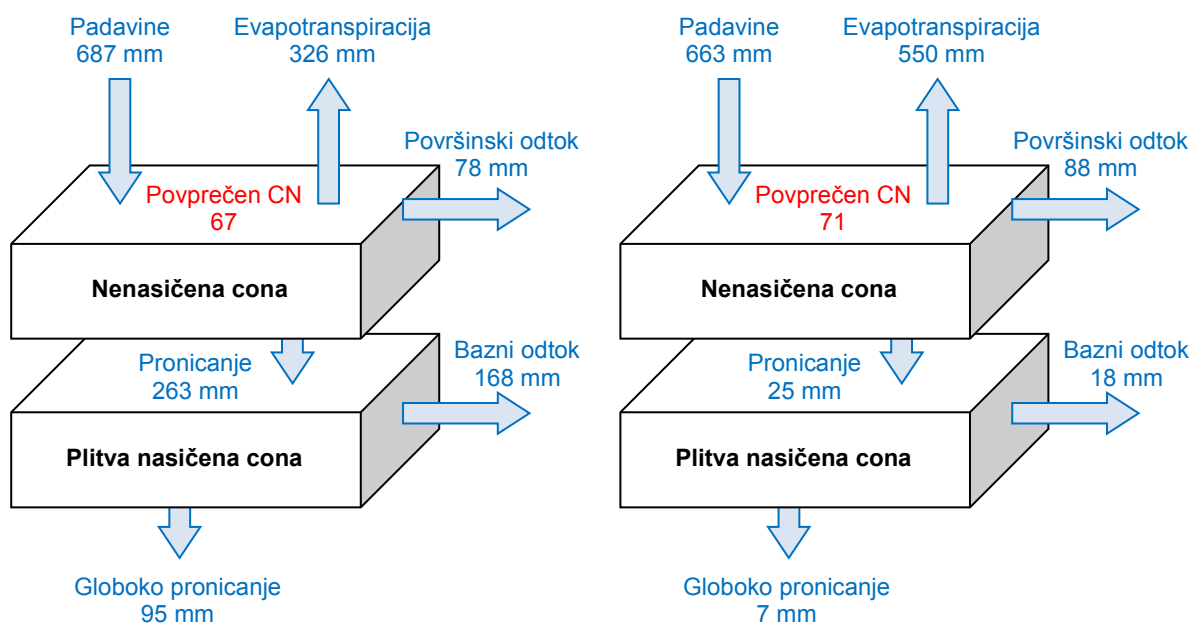 Padavine
687 mm
Evapotranspiracija
326 mm
Površinski odtok
78 mm
Povprečen CN
67
Nenasičena cona
Pronicanje
263 mm
Bazni odtok
168 mm
Plitva nasičena cona
Globoko pronicanje
95 mm
Padavine
663 mm
Evapotranspiracija
550 mm
Površinski odtok
88 mm
Povprečen CN
71
Nenasičena cona
Pronicanje
25 mm
Bazni odtok
18 mm
Plitva nasičena cona
Globoko pronicanje
7 mm